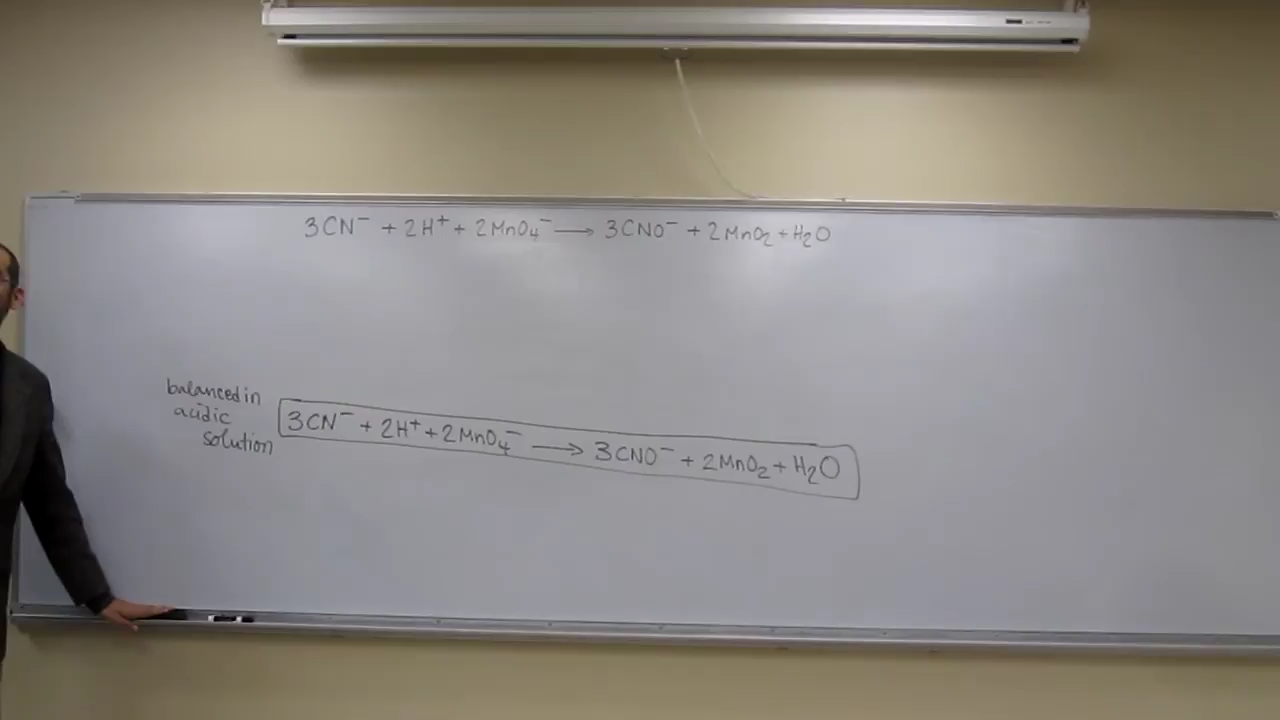 3CN⁻ + 2H⁺ + 2MnO₄⁻ ⟶ 3CNO⁻ + 2MnO₂ + H₂O
balanced in
acidic
solution
3CN⁻ + 2H⁺ + 2MnO₄⁻ ⟶ 3CNO⁻ + 2MnO₂ + H₂O